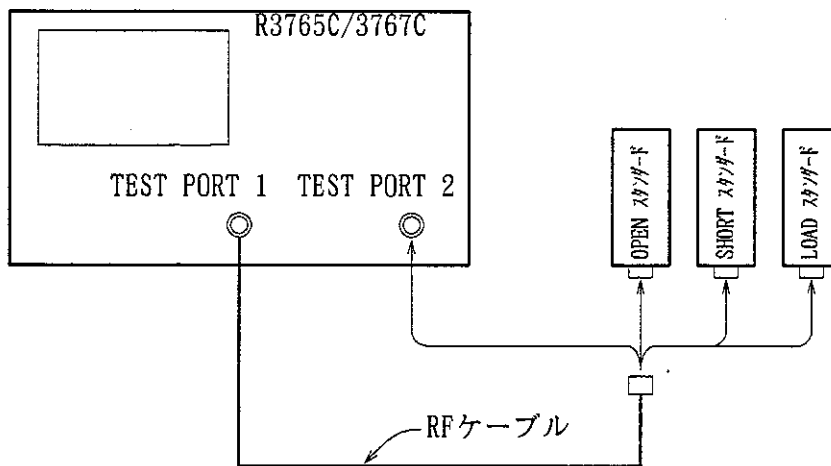 R3765C/3767C
TEST PORT 1
TEST PORT 2
OPEN スタンダード
SHORT スタンダード
LOAD スタンダード
RFケーブル